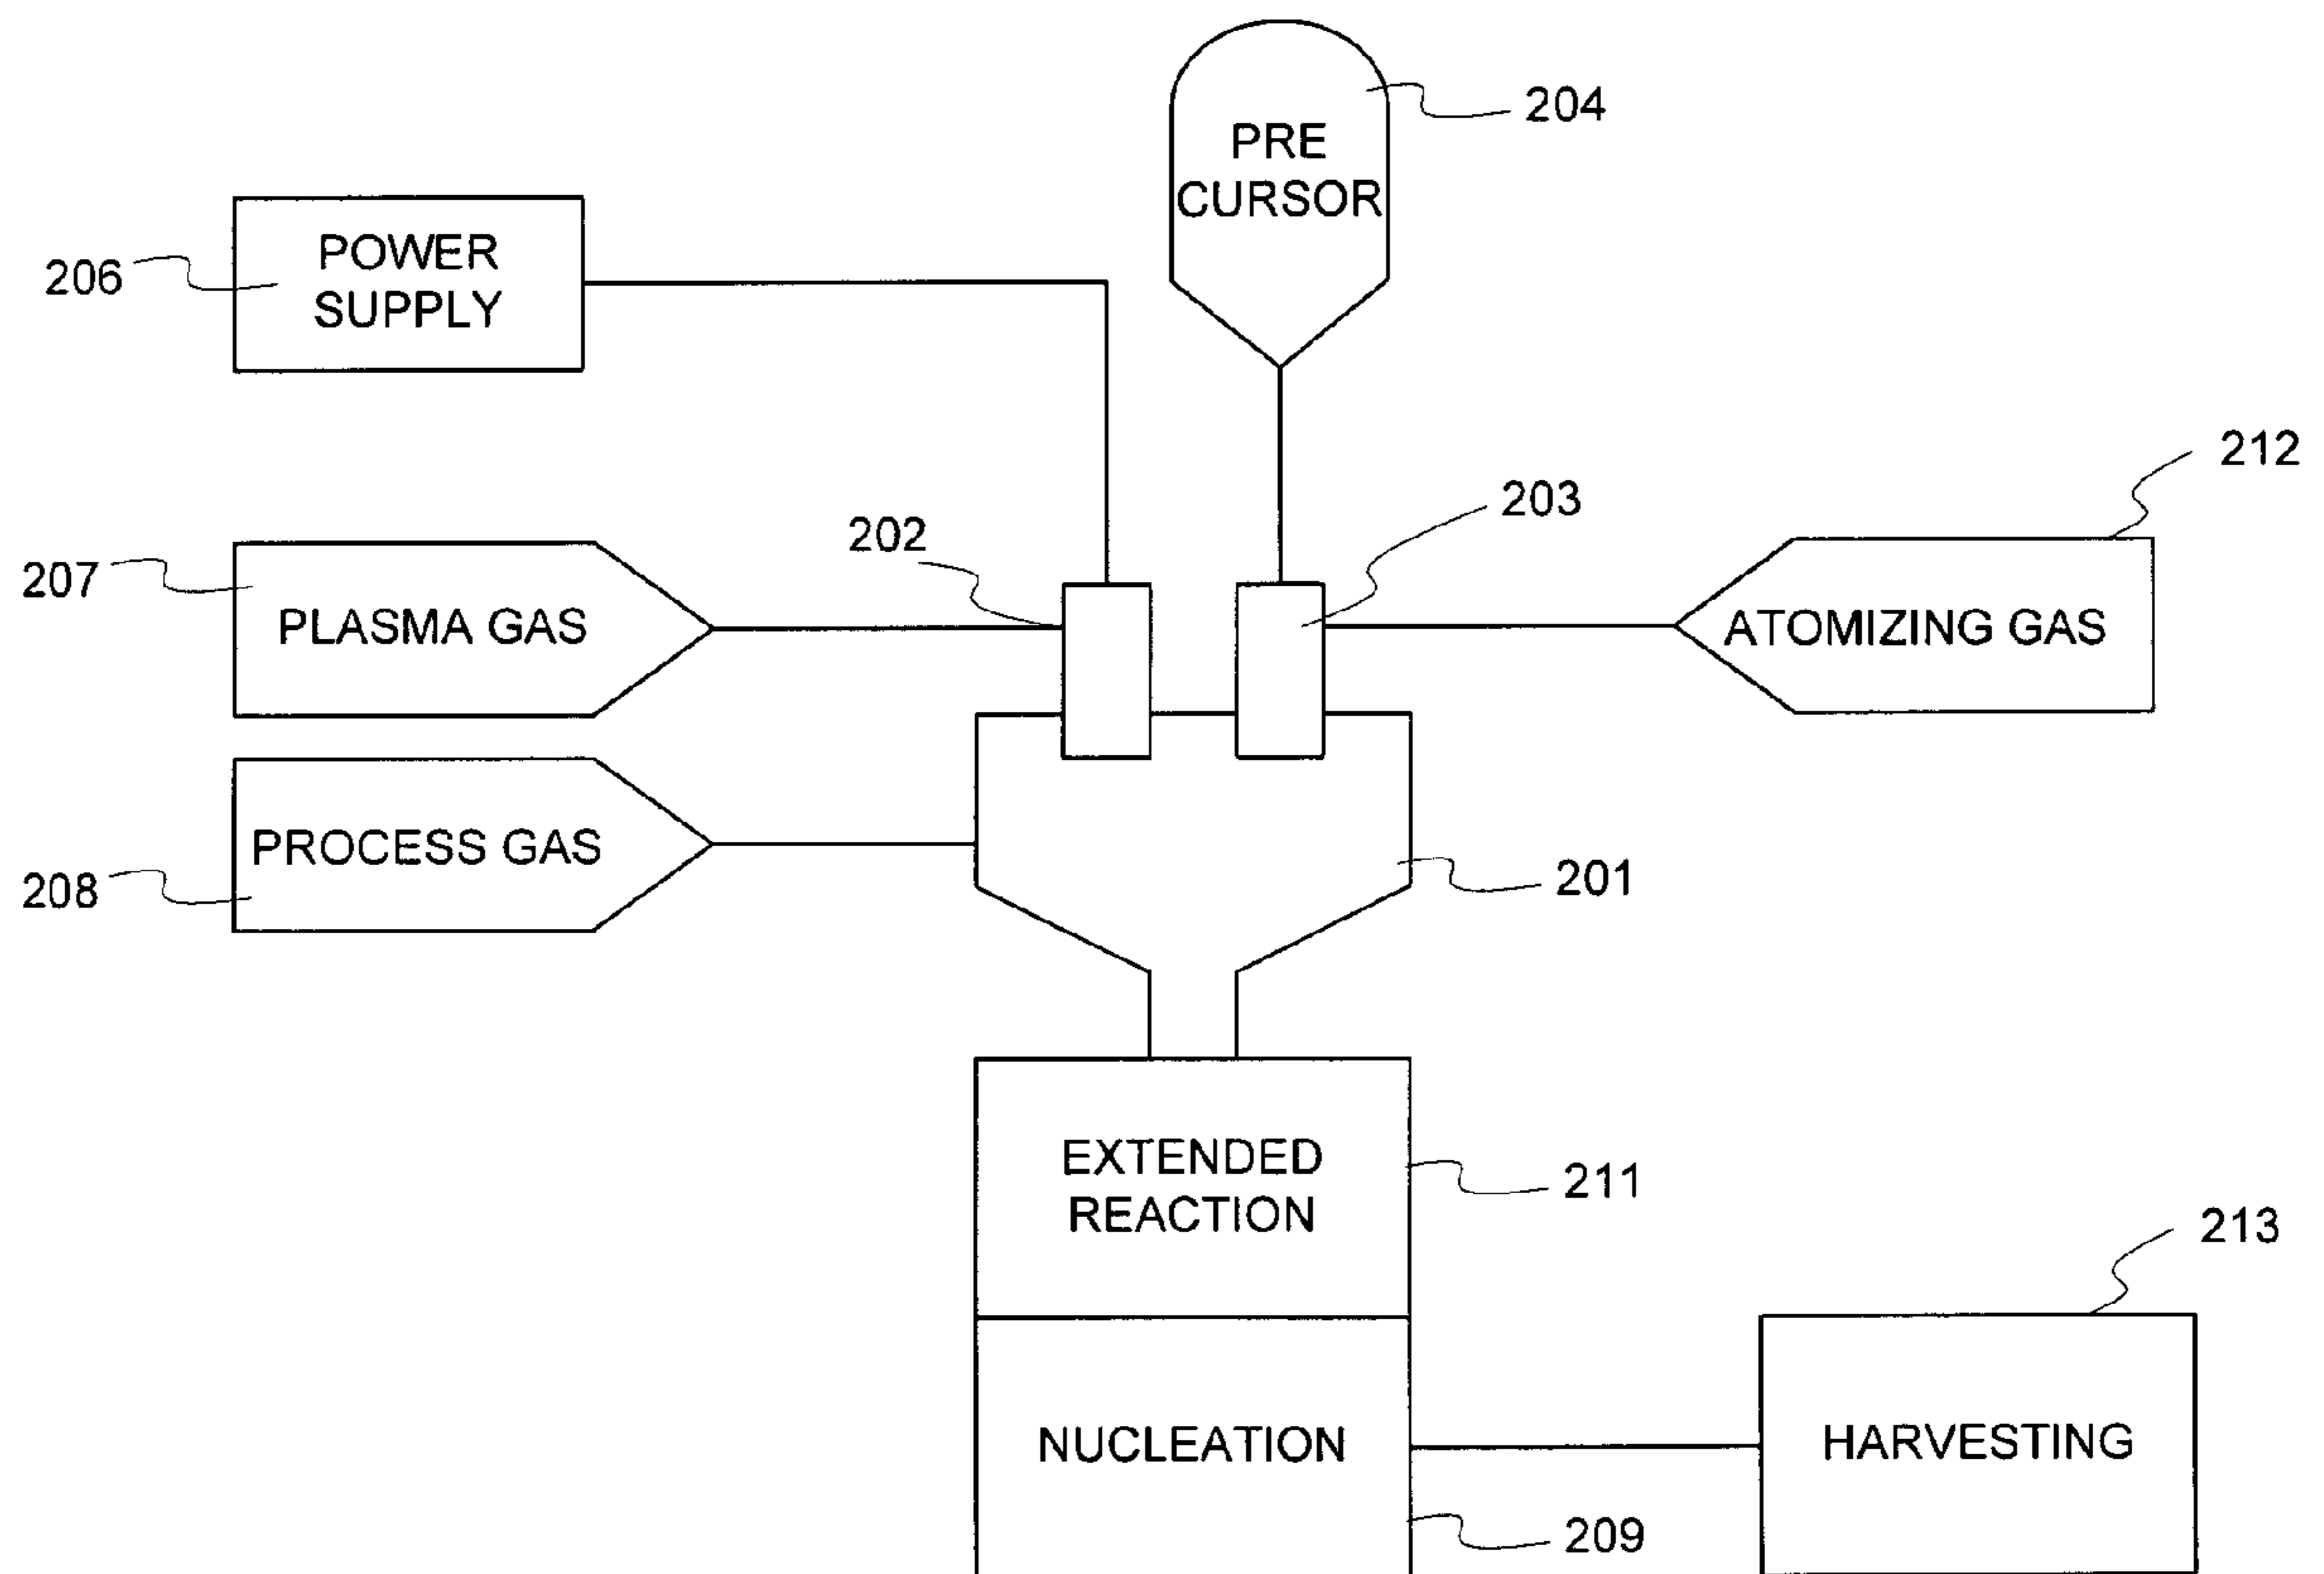 204
PRE
CURSOR
206
POWER
SUPPLY
212
203
202
207
PLASMA GAS
ATOMIZING GAS
208
PROCESS GAS
201
EXTENDED
REACTION
211
213
NUCLEATION
HARVESTING
209